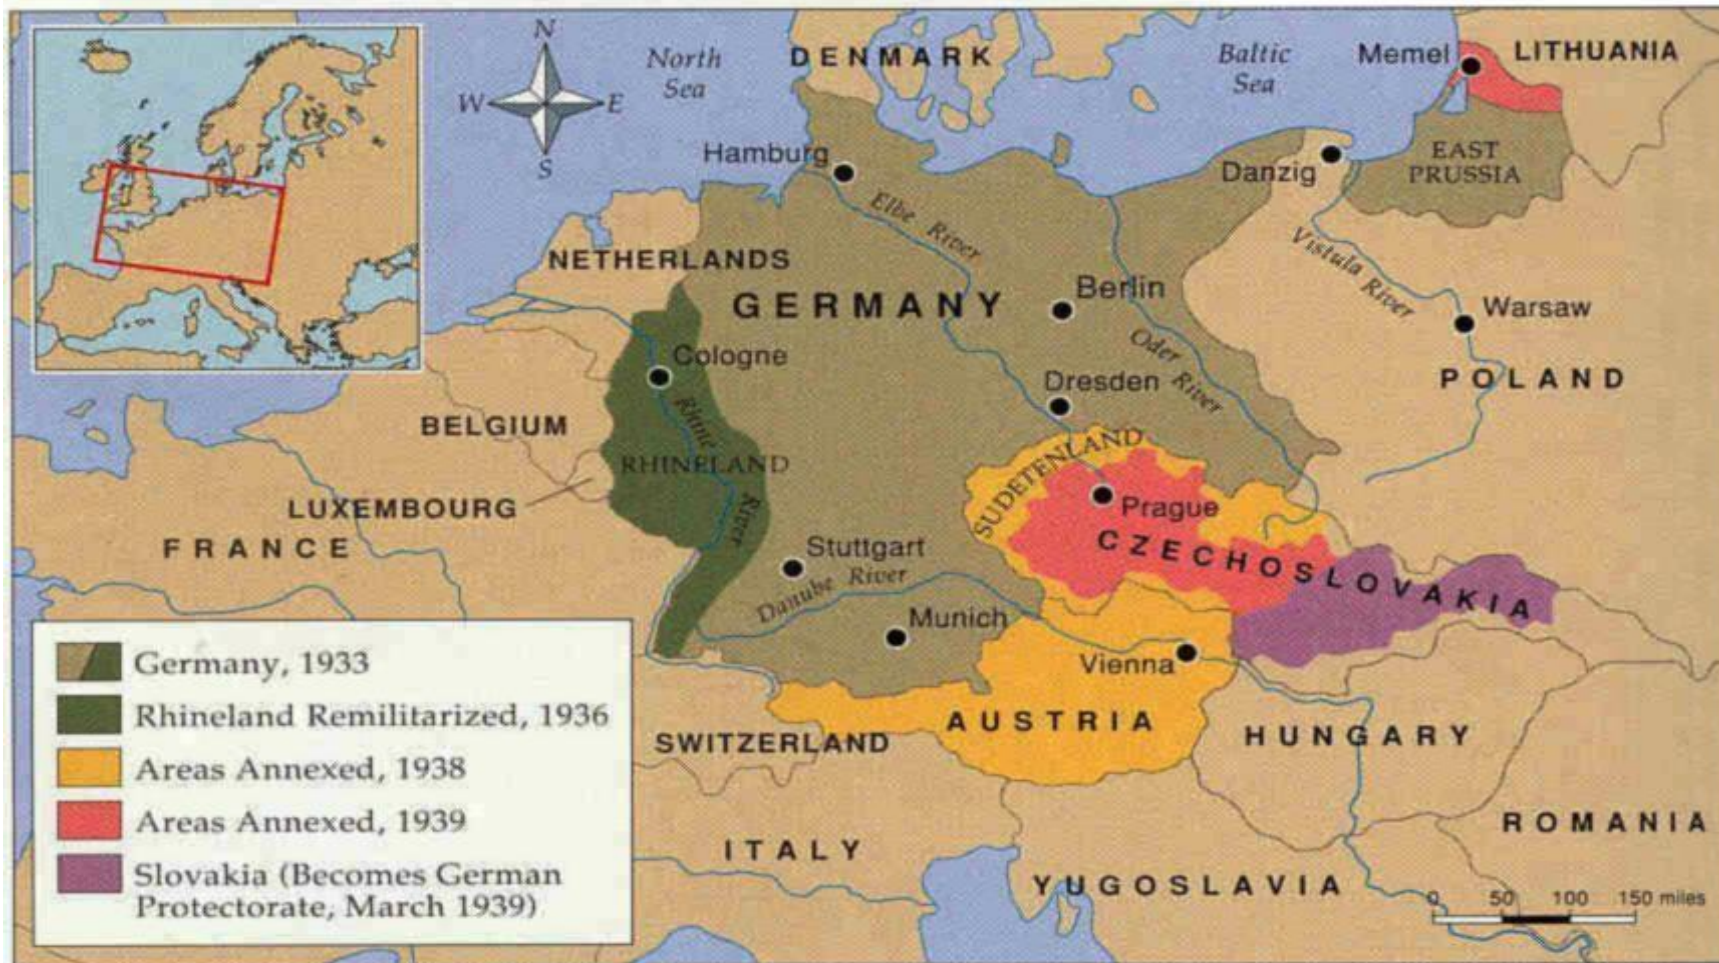 N
W
E
S
North
Sea
DENMARK
Baltic
Sea
Memel
LITHUANIA
Hamburg
Danzig
EAST
PRUSSIA
Elbe River
Vistula River
NETHERLANDS
GERMANY
Berlin
Warsaw
Cologne
Oder River
Dresden
POLAND
BELGIUM
Rhine
River
RHINELAND
SUDETENLAND
LUXEMBOURG
Prague
FRANCE
CZECHOSLOVAKIA
Stuttgart
Danube River
Munich
Vienna
AUSTRIA
SWITZERLAND
HUNGARY
ITALY
ROMANIA
YUGOSLAVIA
Germany, 1933
Rhineland Remilitarized, 1936
Areas Annexed, 1938
Areas Annexed, 1939
Slovakia (Becomes German
Protectorate, March 1939)
0 50 100 150 miles